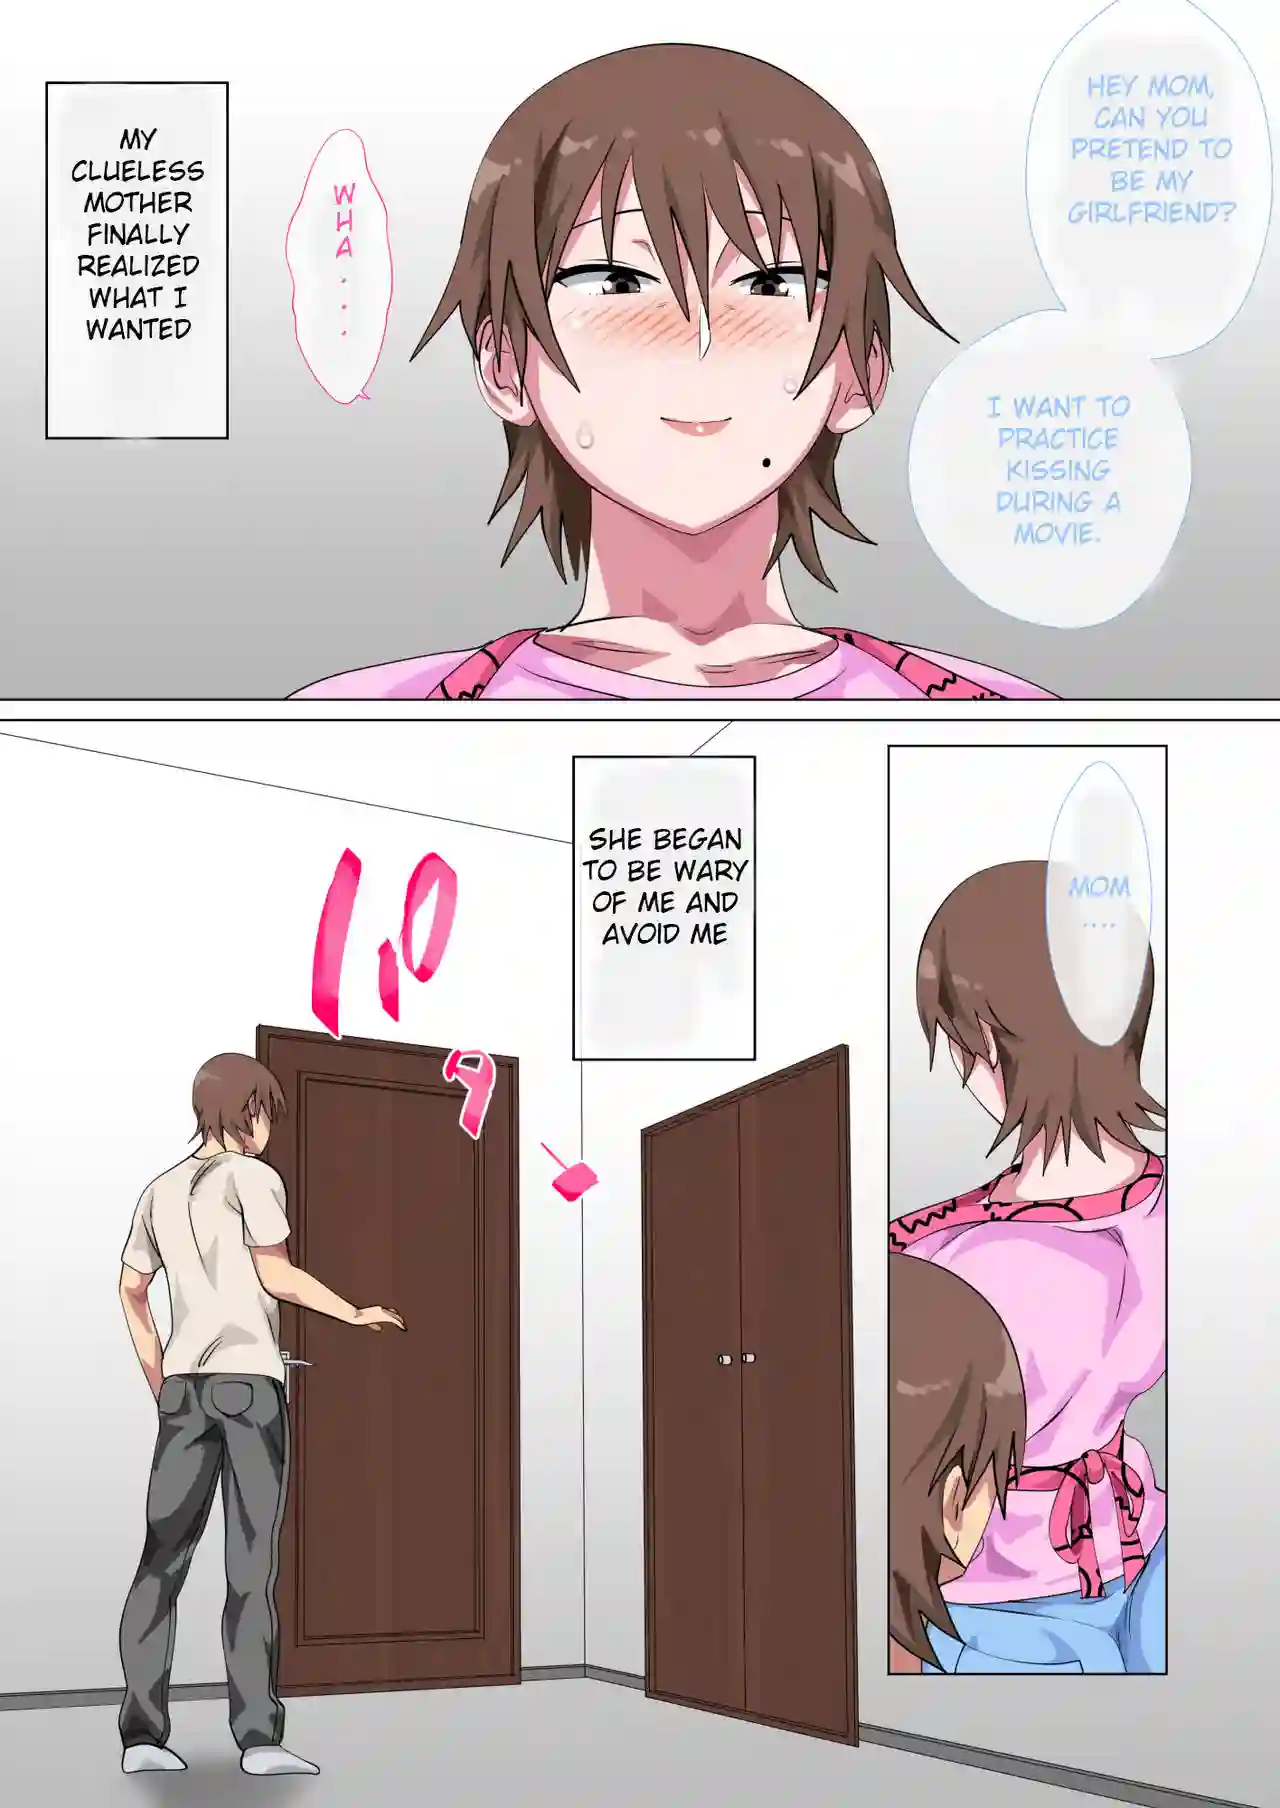 HEY MOM,
CAN YOU
PRETEND TO
BE MY
GIRLFRIEND?
I WANT TO
PRACTICE
KISSING
DURING A
MOVIE.
WHA....
MY
CLUELESS
MOTHER
FINALLY
REALIZED
WHAT I
WANTED
MOM
....
SHE BEGAN
TO BE WARY
OF ME AND
AVOID ME